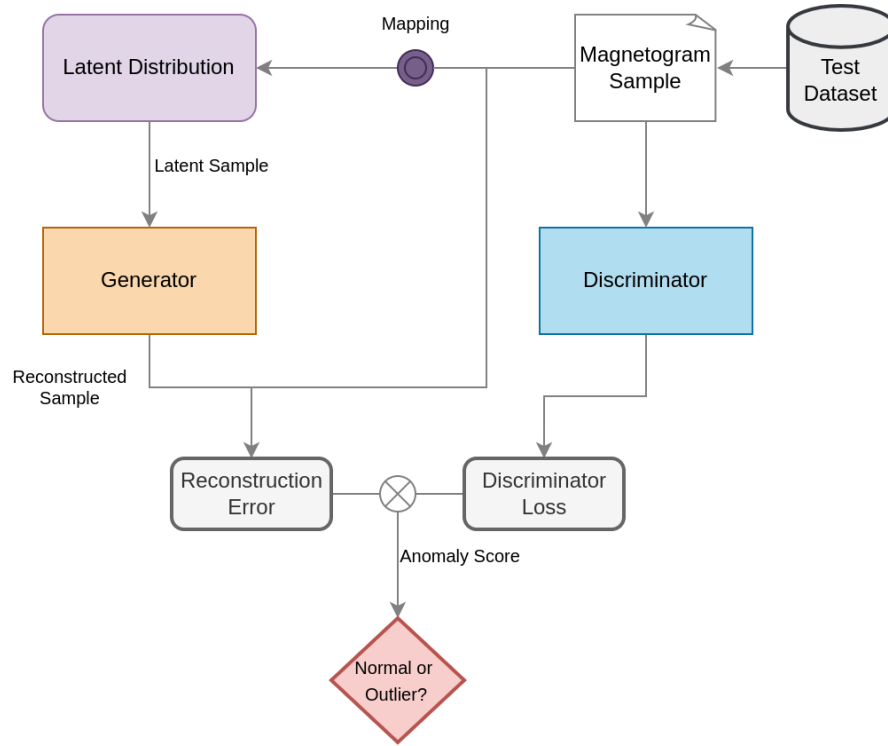 Mapping
Latent Distribution
Magnetogram
Sample
Test
Dataset
Latent Sample
Generator
Discriminator
Reconstructed
Sample
Reconstruction
Error
Discriminator
Loss
Anomaly Score
Normal or
Outlier?